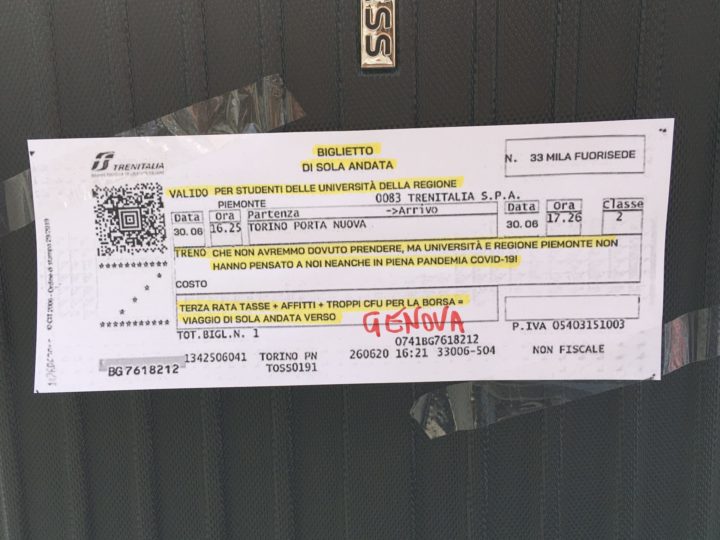 SS
BIGLIETTO
DI SOLA ANDATA
TRENITALIA
N. 33 MILA FUORISEDE
VALIDO PER STUDENTI DELLE UNIVERSITÀ DELLA REGIONE
PIEMONTE 0083 TRENITALIA S.P.A.
Data Ora Partenza ->Arrivo Data Ora Classe
30.06 16.25 TORINO PORTA NUOVA 30.06 17.26 2
TRENO CHE NON AVREMMO DOVUTO PRENDERE, MA UNIVERSITÀ E REGIONE PIEMONTE NON
HANNO PENSATO A NOI NEANCHE IN PIENA PANDEMIA COVID-19!
COSTO
TERZA RATA TASSE + AFFITTI + TROPPI CFU PER LA BORSA =
VIAGGIO DI SOLA ANDATA VERSO GENOVA
TOT.BIGL.N. 1 0741BG7618212 P.IVA 05403151003
1342506041 TORINO PN 260620 16:21 33006-504 NON FISCALE
BG7618212 TOSS0191